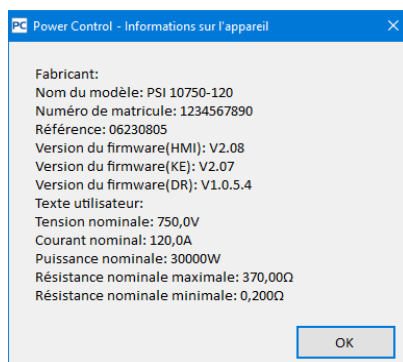 PC Power Control - Informations sur l'appareil
Fabricant:
Nom du modèle: PSI 10750-120
Numéro de matricule: 1234567890
Référence: 06230805
Version du firmware(HMI): V2.08
Version du firmware(KE): V2.07
Version du firmware(DR): V1.0.5.4
Texte utilisateur:
Tension nominale: 750,0V
Courant nominal: 120,0A
Puissance nominale: 30000W
Résistance nominale maximale: 370,00Ω
Résistance nominale minimale: 0,200Ω
OK